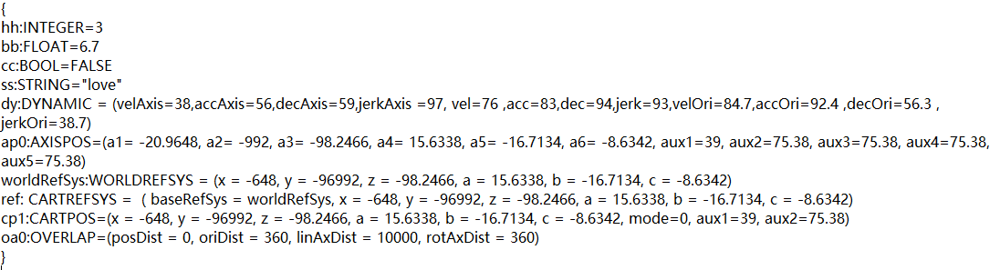 {
hh:INTEGER=3
bb:FLOAT=6.7
cc:BOOL=FALSE
ss:STRING="love"
dy:DYNAMIC = (velAxis=38,accAxis=56,decAxis=59,jerkAxis =97, vel=76 ,acc=83,dec=94,jerk=93,velOri=84.7,accOri=92.4 ,decOri=56.3 ,
jerkOri=38.7)
ap0:AXISPOS=(a1= -20.9648, a2= -992, a3= -98.2466, a4= 15.6338, a5= -16.7134, a6= -8.6342, aux1=39, aux2=75.38, aux3=75.38, aux4=75.38,
aux5=75.38)
worldRefSys:WORLDREFSYS = (x = -648, y = -96992, z = -98.2466, a = 15.6338, b = -16.7134, c = -8.6342)
ref: CARTREFSYS =  ( baseRefSys = worldRefSys, x = -648, y = -96992, z = -98.2466, a = 15.6338, b = -16.7134, c = -8.6342)
cp1:CARTPOS=(x = -648, y = -96992, z = -98.2466, a = 15.6338, b = -16.7134, c = -8.6342, mode=0, aux1=39, aux2=75.38)
oa0:OVERLAP=(posDist = 0, oriDist = 360, linAxDist = 10000, rotAxDist = 360)
}